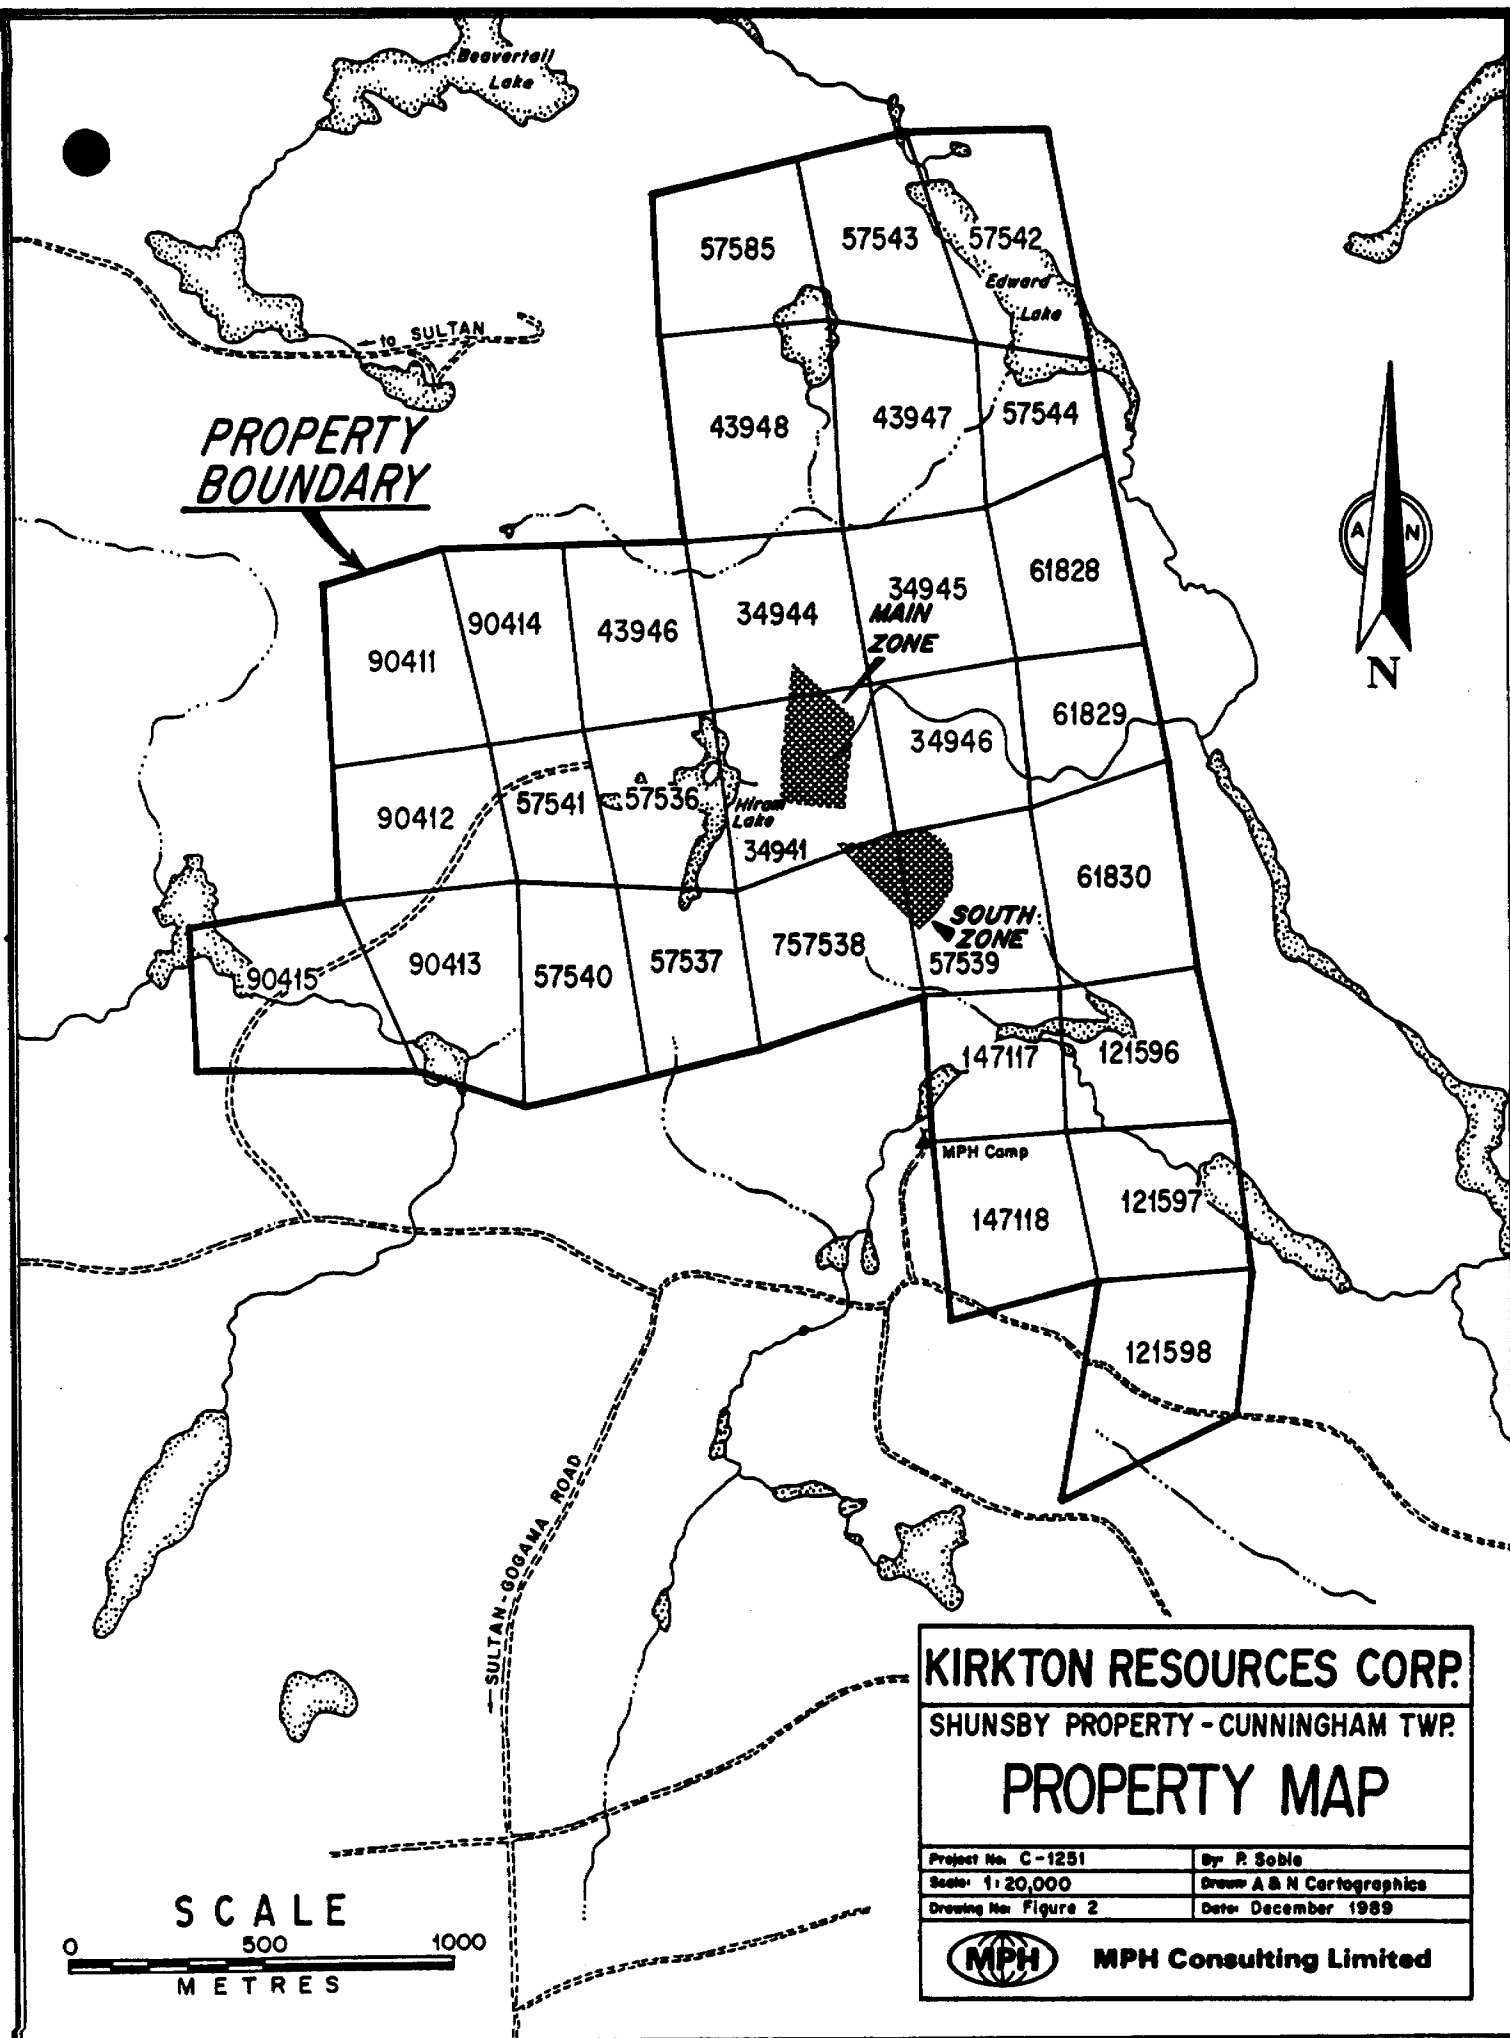 Beavertail
Lake
57585
57543
57542
Edward
Lake
← to SULTAN
43948
43947
57544
PROPERTY
BOUNDARY
A N
N
90411
90414
43946
34944
34945
61828
MAIN
ZONE
90412
57541
57536
Hiram
Lake
34941
34946
61829
61830
SOUTH
ZONE
90415
90413
57540
57537
757538
57539
147117
121596
MPH Camp
147118
121597
121598
← SULTAN-GOGAMA ROAD
SCALE
0 500 1000
METRES
KIRKTON RESOURCES CORP.
SHUNSBY PROPERTY - CUNNINGHAM TWP.
PROPERTY MAP
Project No: C-1251 By: P. Sobie
Scale: 1:20,000 Drawn: A & N Cartographics
Drawing No: Figure 2 Date: December 1989
MPH MPH Consulting Limited